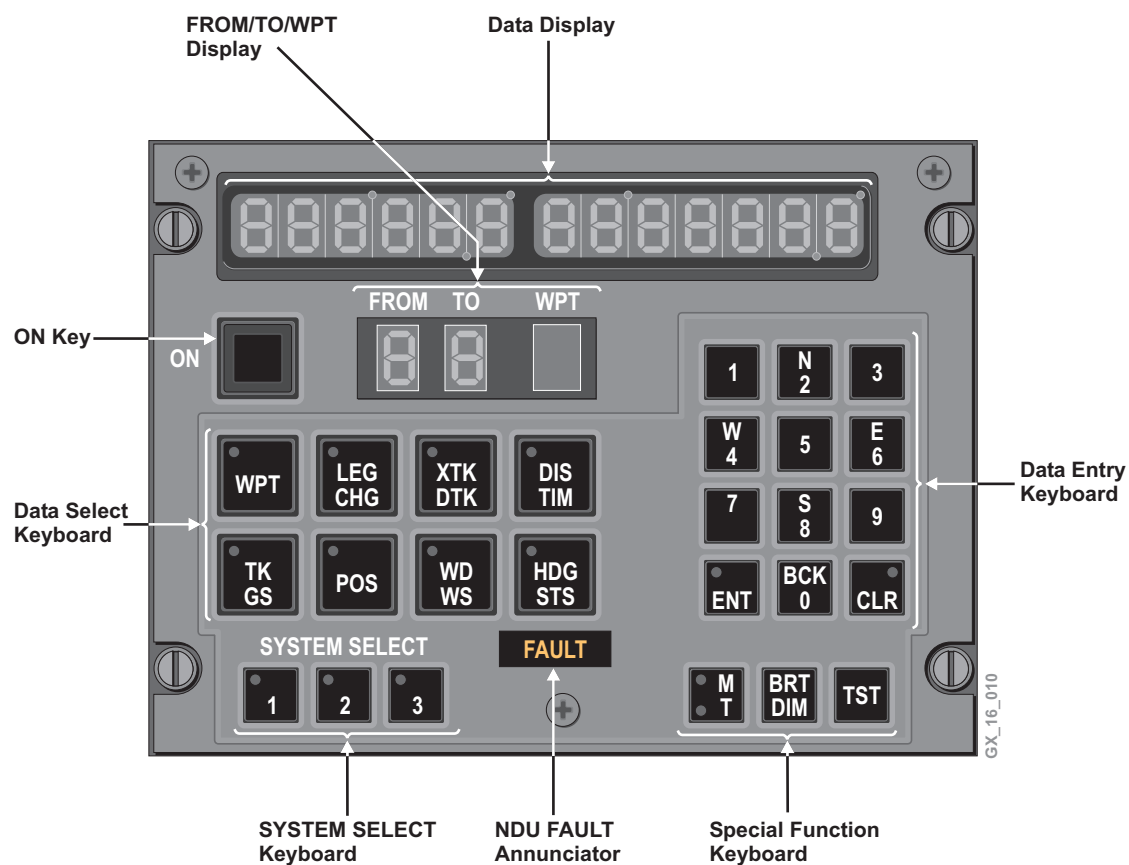 FROM/TO/WPT
Display
Data Display
FROM TO WPT
ON Key
ON
1
N
2
3
W
4
5
E
6
7
S
8
9
ENT
BCK
0
CLR
Data Entry
Keyboard
Data Select
Keyboard
WPT
LEG
CHG
XTK
DTK
DIS
TIM
TK
GS
POS
WD
WS
HDG
STS
SYSTEM SELECT
1
2
3
FAULT
M
T
BRT
DIM
TST
GX_16_010
SYSTEM SELECT
Keyboard
NDU FAULT
Annunciator
Special Function
Keyboard